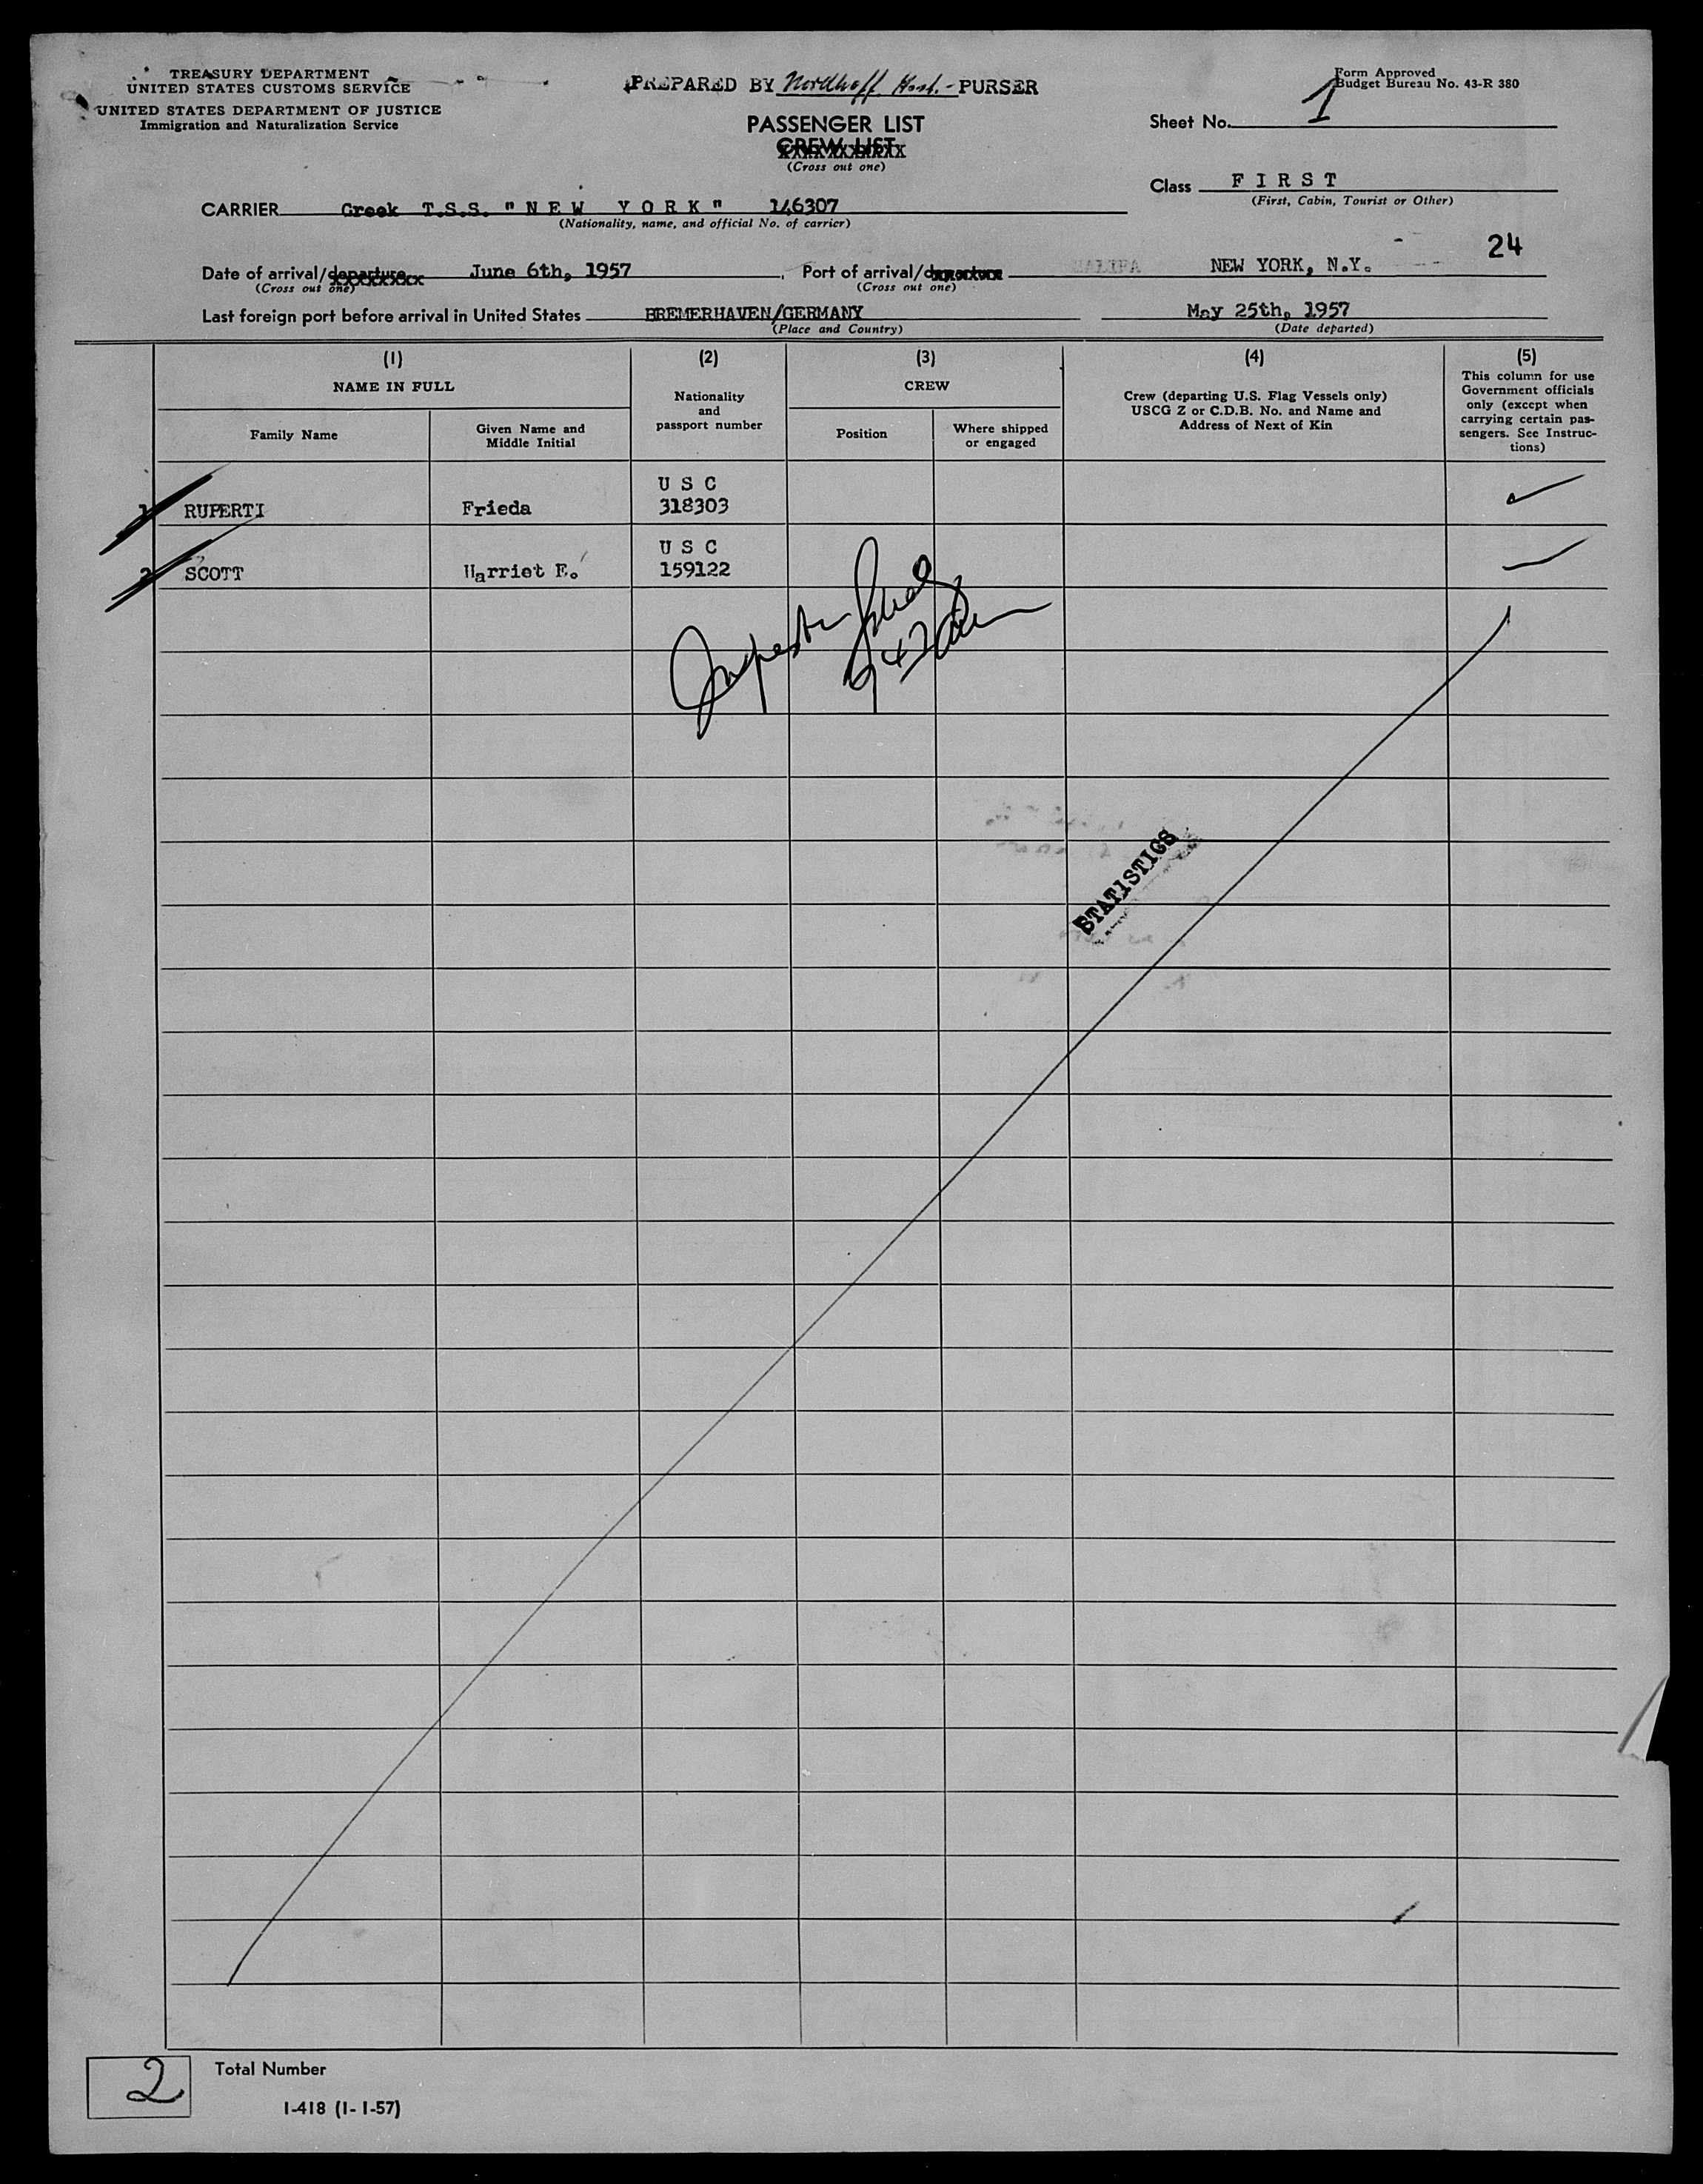 TREASURY DEPARTMENT
UNITED STATES CUSTOMS SERVICE
UNITED STATES DEPARTMENT OF JUSTICE
Immigration and Naturalization Service
PREPARED BY Nordhoff - PURSER
PASSENGER LIST
CREW LIST
(Cross out one)
Form Approved
Budget Bureau No. 43-R 380
Sheet No. 1
Class F I R S T
(First, Cabin, Tourist or Other)
CARRIER Greek T.S.S. "N E W Y O R K" 146307
(Nationality, name, and official No. of carrier)
24
Date of arrival/departure June 6th, 1957 Port of arrival/departure NEW YORK, N.Y.
(Cross out one) (Cross out one)
Last foreign port before arrival in United States BREMERHAVEN/GERMANY May 25th, 1957
(Place and Country) (Date departed)
(1) (2) (3) (4) (5)
NAME IN FULL
Family Name
Given Name and
Middle Initial
Nationality
and
passport number
CREW
Position
Where shipped
or engaged
Crew (departing U.S. Flag Vessels only)
USCG Z or C.D.B. No. and Name and
Address of Next of Kin
This column for use
Government officials
only (except when
carrying certain pas-
sengers. See Instruc-
tions)
U S C
1 RUPERTI Frieda 318303
U S C
2 SCOTT Harriet E. 159122
STATISTICS
2 Total Number
I-418 (1-1-57)